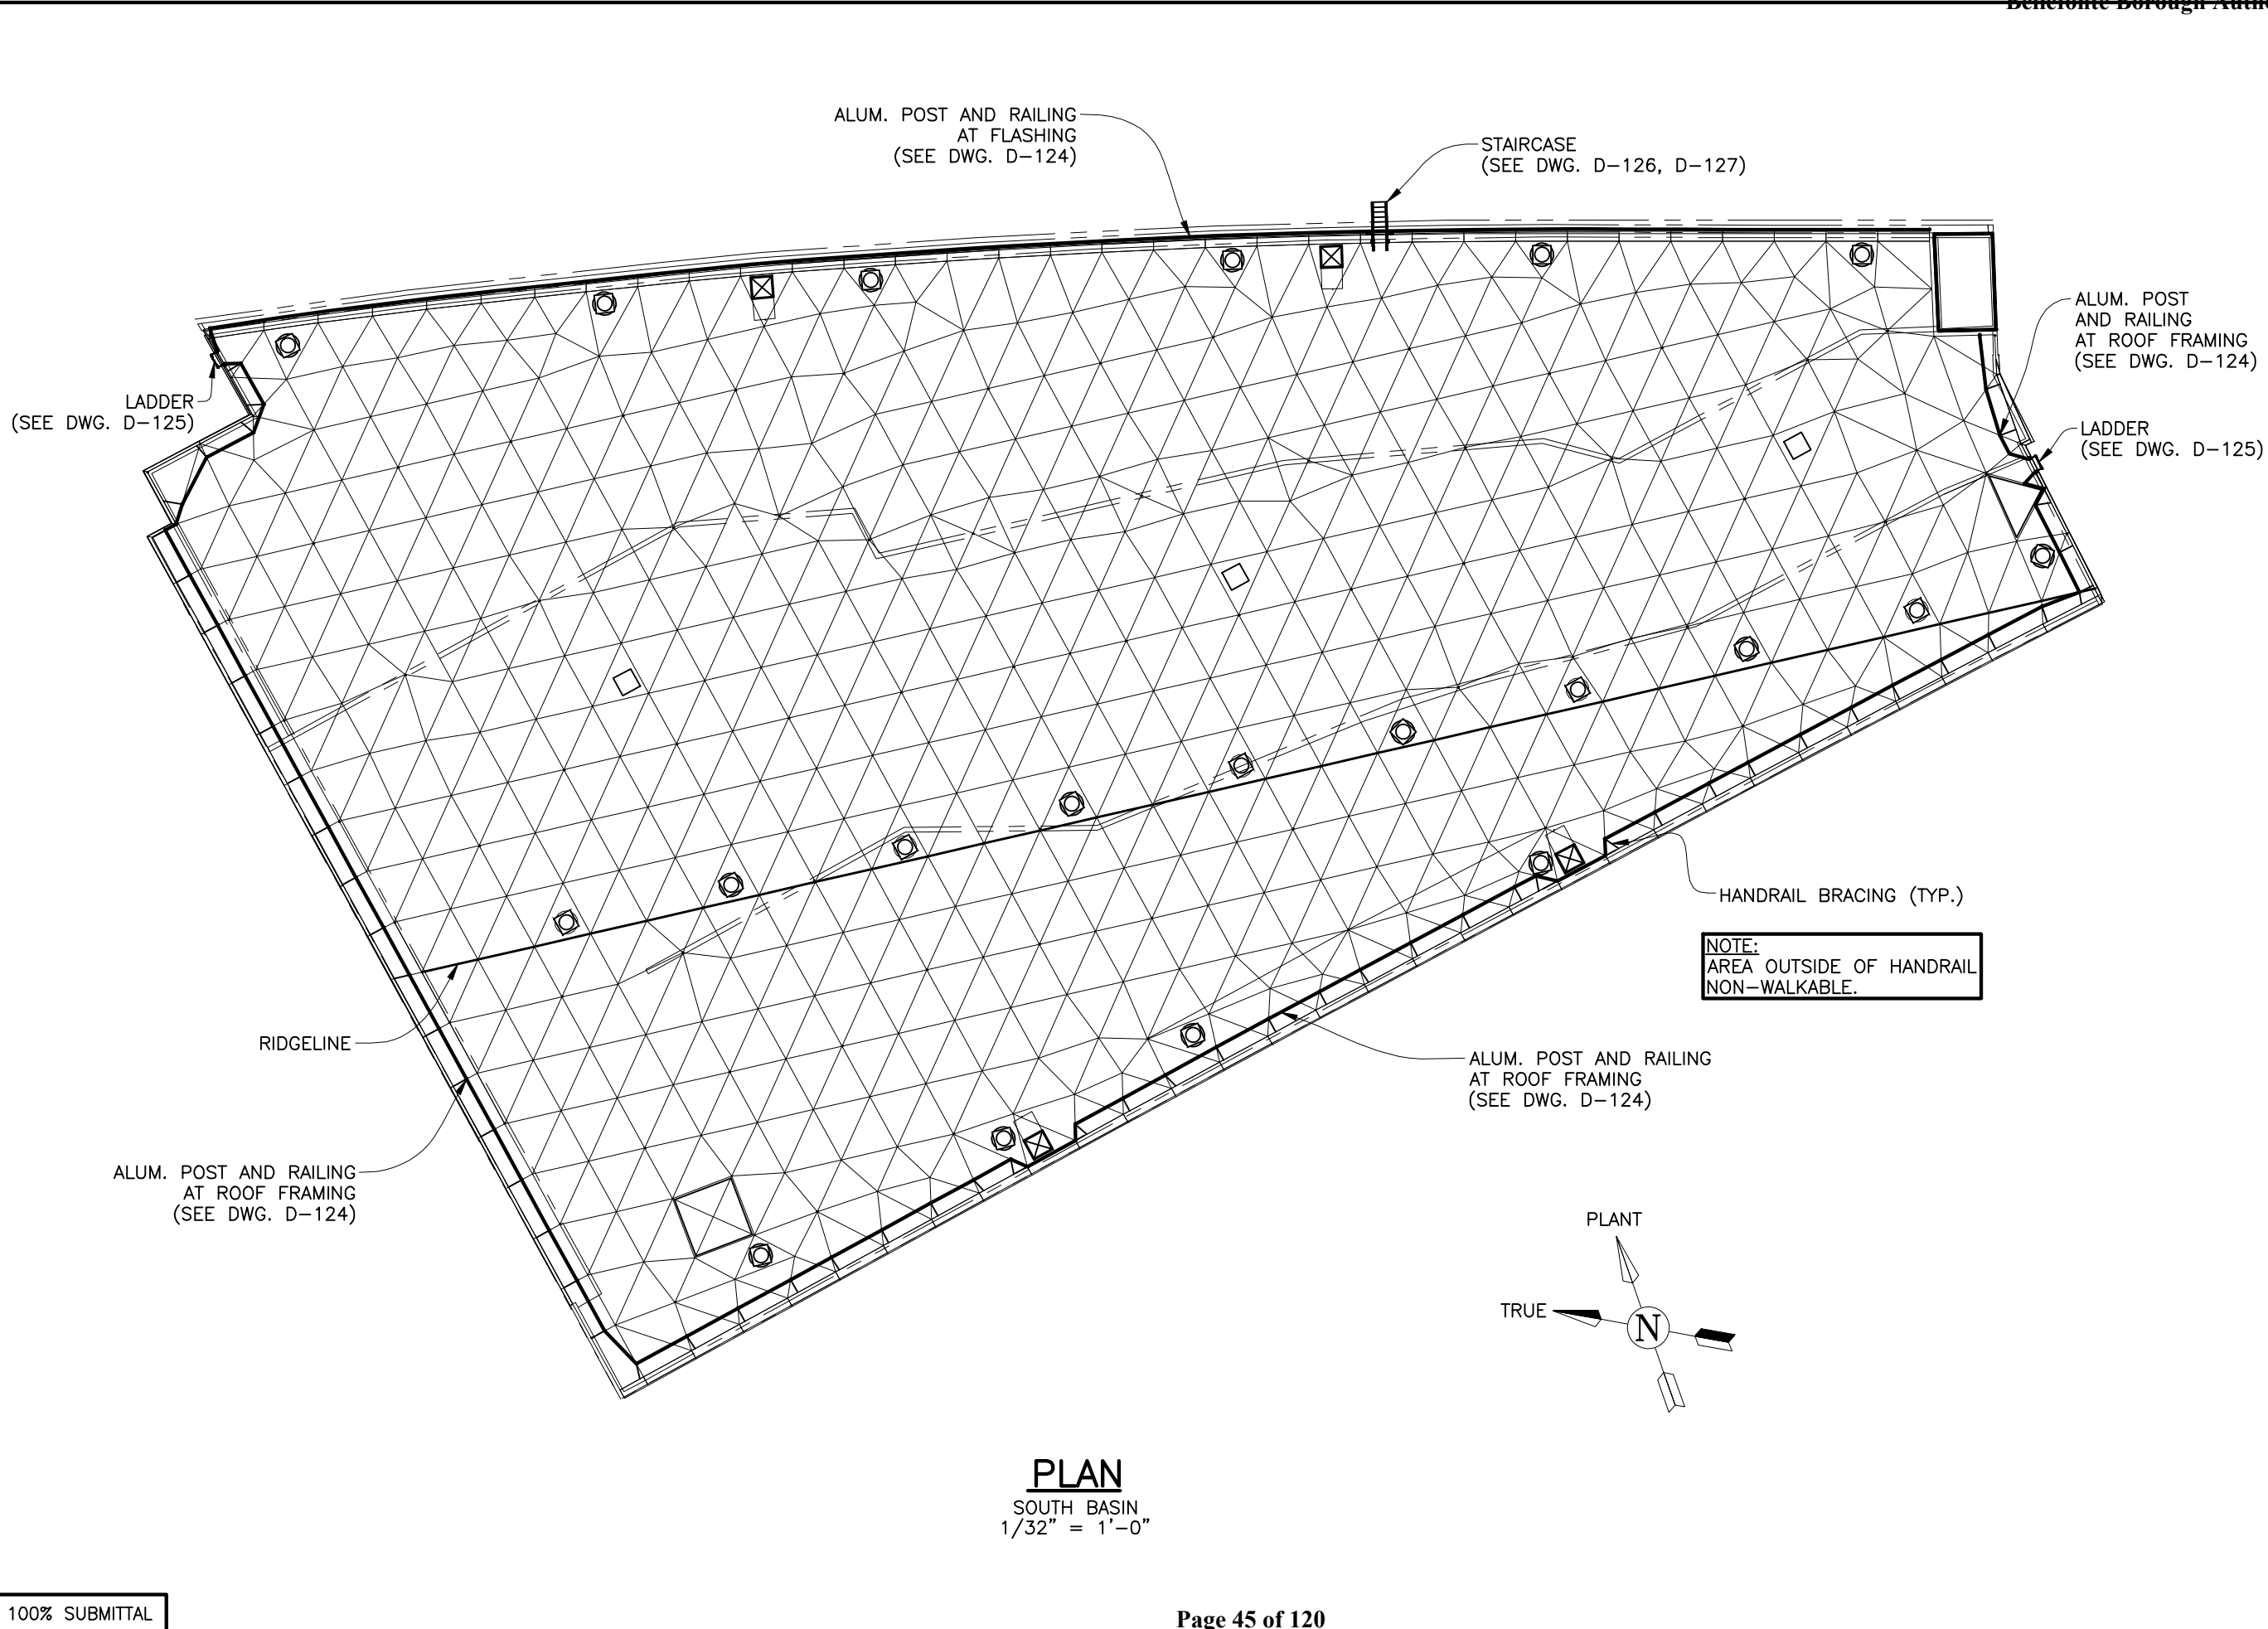 ALUM. POST AND RAILING
AT FLASHING
(SEE DWG. D-124)
STAIRCASE
(SEE DWG. D-126, D-127)
ALUM. POST
AND RAILING
AT ROOF FRAMING
(SEE DWG. D-124)
LADDER
(SEE DWG. D-125)
LADDER
(SEE DWG. D-125)
HANDRAIL BRACING (TYP.)
NOTE:
AREA OUTSIDE OF HANDRAIL
NON-WALKABLE.
RIDGELINE
ALUM. POST AND RAILING
AT ROOF FRAMING
(SEE DWG. D-124)
ALUM. POST AND RAILING
AT ROOF FRAMING
(SEE DWG. D-124)
PLANT
TRUE
N
PLAN
SOUTH BASIN
1/32" = 1'-0"
100% SUBMITTAL
Page 45 of 120